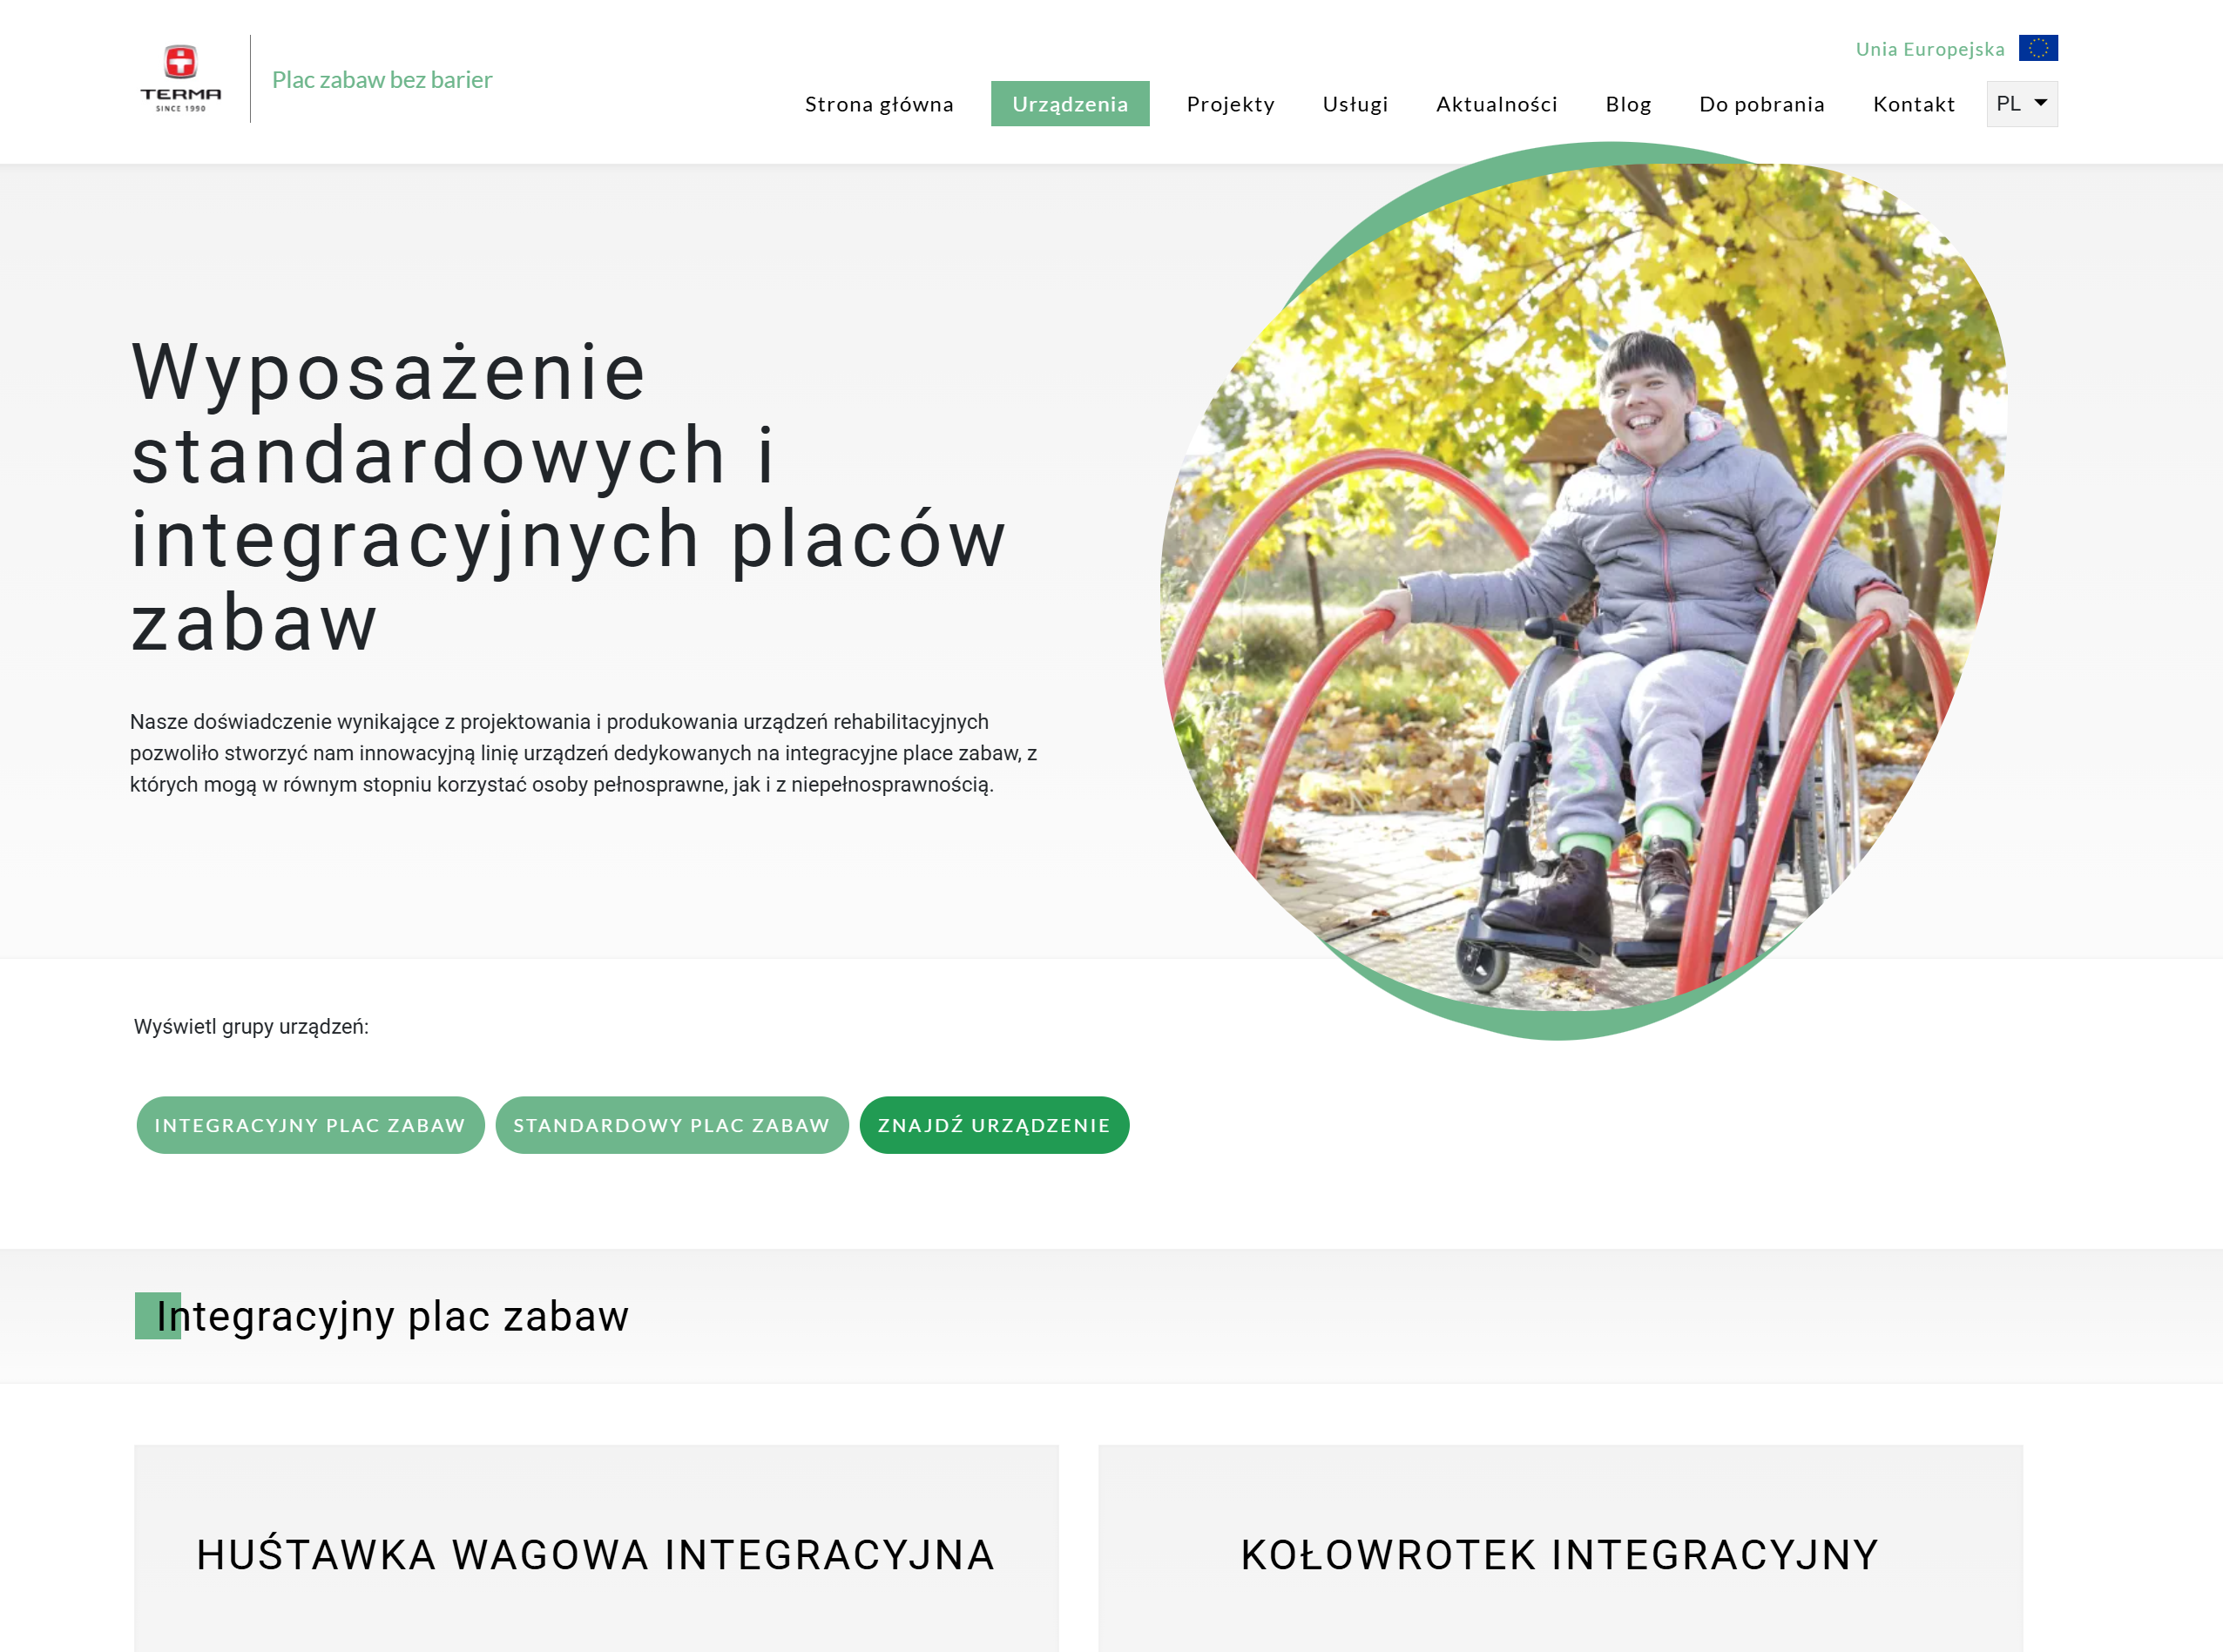 TERMA
SINCE 1990
Plac zabaw bez barier
Unia Europejska
Strona główna
Urządzenia
Projekty
Usługi
Aktualności
Blog
Do pobrania
Kontakt
PL
Wyposażenie
standardowych i
integracyjnych placów
zabaw
Nasze doświadczenie wynikające z projektowania i produkowania urządzeń rehabilitacyjnych
pozwoliło stworzyć nam innowacyjną linię urządzeń dedykowanych na integracyjne place zabaw, z
których mogą w równym stopniu korzystać osoby pełnosprawne, jak i z niepełnosprawnością.
Wyświetl grupy urządzeń:
INTEGRACYJNY PLAC ZABAW
STANDARDOWY PLAC ZABAW
ZNAJDŹ URZĄDZENIE
Integracyjny plac zabaw
HUŚTAWKA WAGOWA INTEGRACYJNA
KOŁOWROTEK INTEGRACYJNY